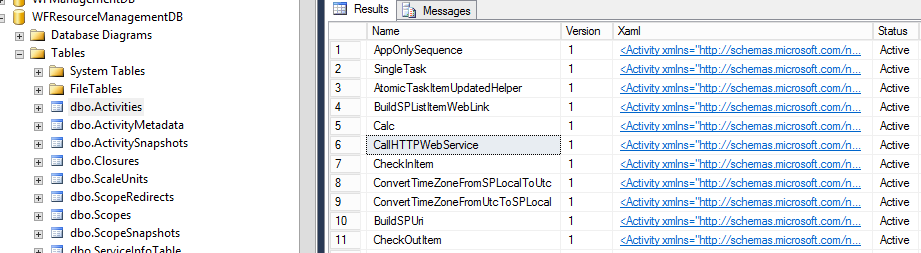 WFManagementDB
WFResourceManagementDB
Database Diagrams
Tables
System Tables
FileTables
dbo.Activities
dbo.ActivityMetadata
dbo.ActivitySnapshots
dbo.Closures
dbo.ScaleUnits
dbo.ScopeRedirects
dbo.Scopes
dbo.ScopeSnapshots
dbo.ServiceInfoTable
Results Messages
Name Version Xaml Status
1 AppOnlySequence 1 <Activity xmlns="http://schemas.microsoft.com/n... Active
2 SingleTask 1 <Activity xmlns="http://schemas.microsoft.com/n... Active
3 AtomicTaskItemUpdatedHelper 1 <Activity xmlns="http://schemas.microsoft.com/n... Active
4 BuildSPListItemWebLink 1 <Activity xmlns="http://schemas.microsoft.com/n... Active
5 Calc 1 <Activity xmlns="http://schemas.microsoft.com/n... Active
6 CallHTTPWebService 1 <Activity xmlns="http://schemas.microsoft.com/n... Active
7 CheckInItem 1 <Activity xmlns="http://schemas.microsoft.com/n... Active
8 ConvertTimeZoneFromSPLocalToUtc 1 <Activity xmlns="http://schemas.microsoft.com/n... Active
9 ConvertTimeZoneFromUtcToSPLocal 1 <Activity xmlns="http://schemas.microsoft.com/n... Active
10 BuildSPUri 1 <Activity xmlns="http://schemas.microsoft.com/n... Active
11 CheckOutItem 1 <Activity xmlns="http://schemas.microsoft.com/n... Active